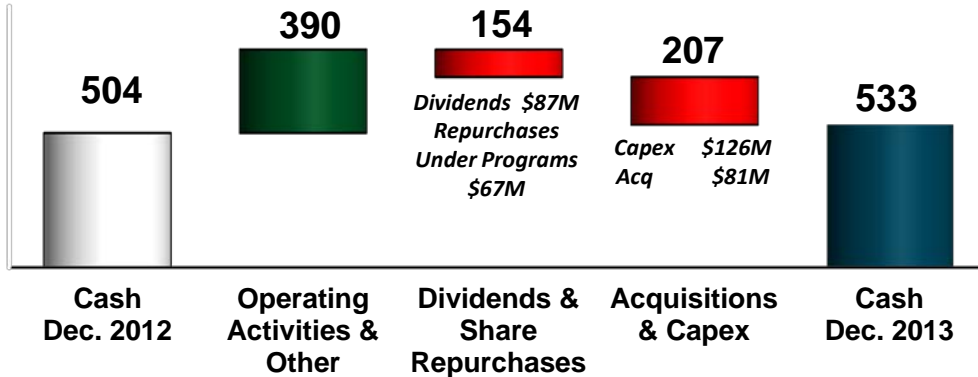 504
390
154
207
533
Dividends $87M
Repurchases
Under Programs
$67M
Capex $126M
Acq $81M
Cash
Dec. 2012
Operating
Activities &
Other
Dividends &
Share
Repurchases
Acquisitions
& Capex
Cash
Dec. 2013